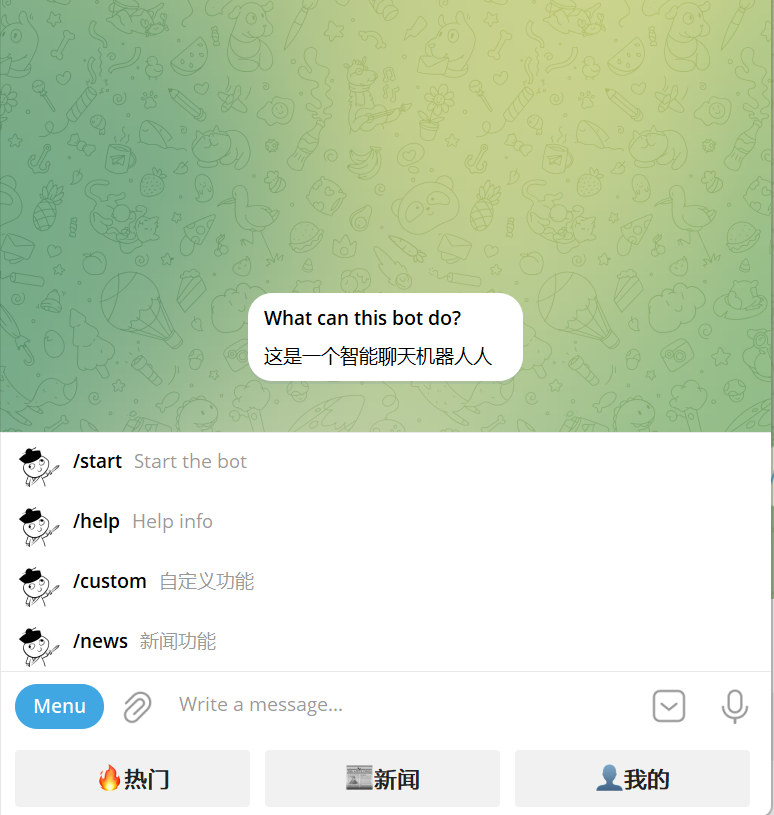 What can this bot do?
这是一个智能聊天机器人人
/start Start the bot
/help Help info
/custom 自定义功能
/news 新闻功能
Menu Write a message...
🔥热门 📰新闻 👤我的